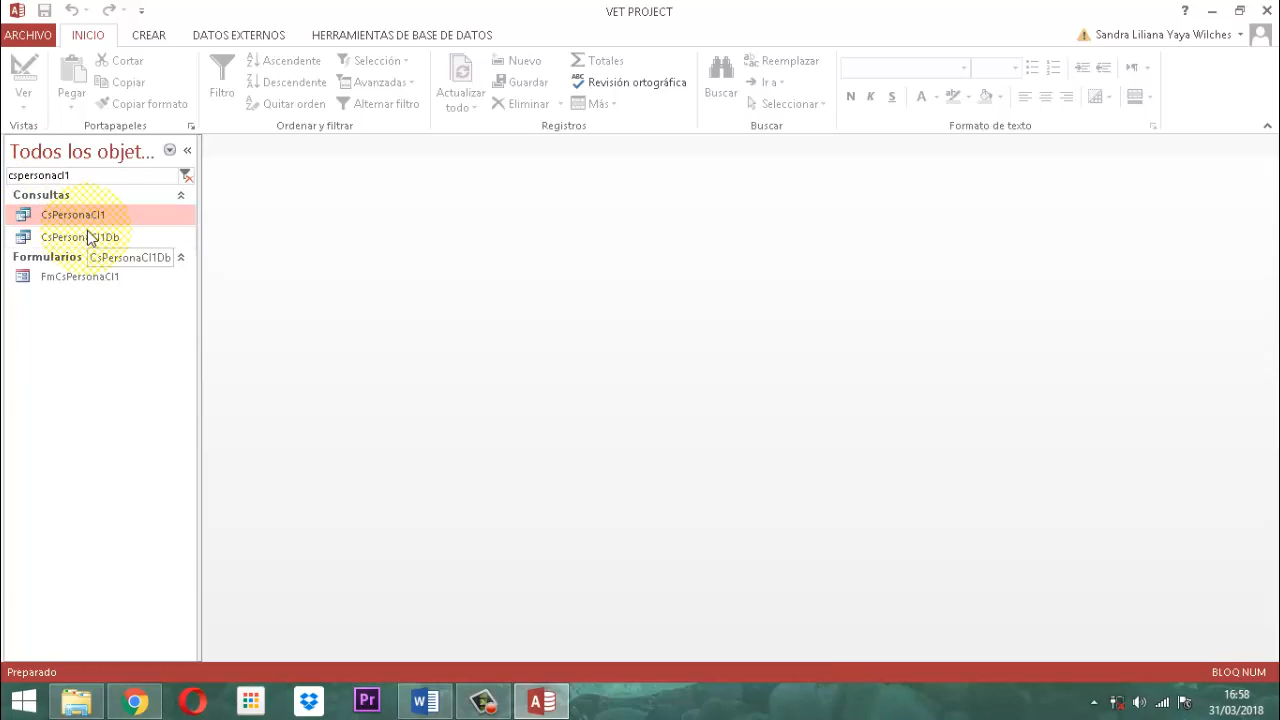 VET PROJECT
ARCHIVO INICIO CREAR DATOS EXTERNOS HERRAMIENTAS DE BASE DE DATOS Sandra Liliana Yaya Wilches
Cortar Ascendente Selección Nuevo Totales Reemplazar
Copiar Descendente Avanzadas Guardar Revisión ortográfica Ir a
Ver Pegar Filtro Actualizar Buscar N K S A
Copiar formato Quitar orden Alternar filtro todo Eliminar Más Seleccionar
Vistas Portapapeles Ordenar y filtrar Registros Buscar Formato de texto
Todos los objet...
cspersonacl1
Consultas
CsPersonaCl1
CsPersonaCl1Db
Formularios CsPersonaCl1Db
FmCsPersonaCl1
Preparado BLOQ NUM
Pr 16:58
31/03/2018